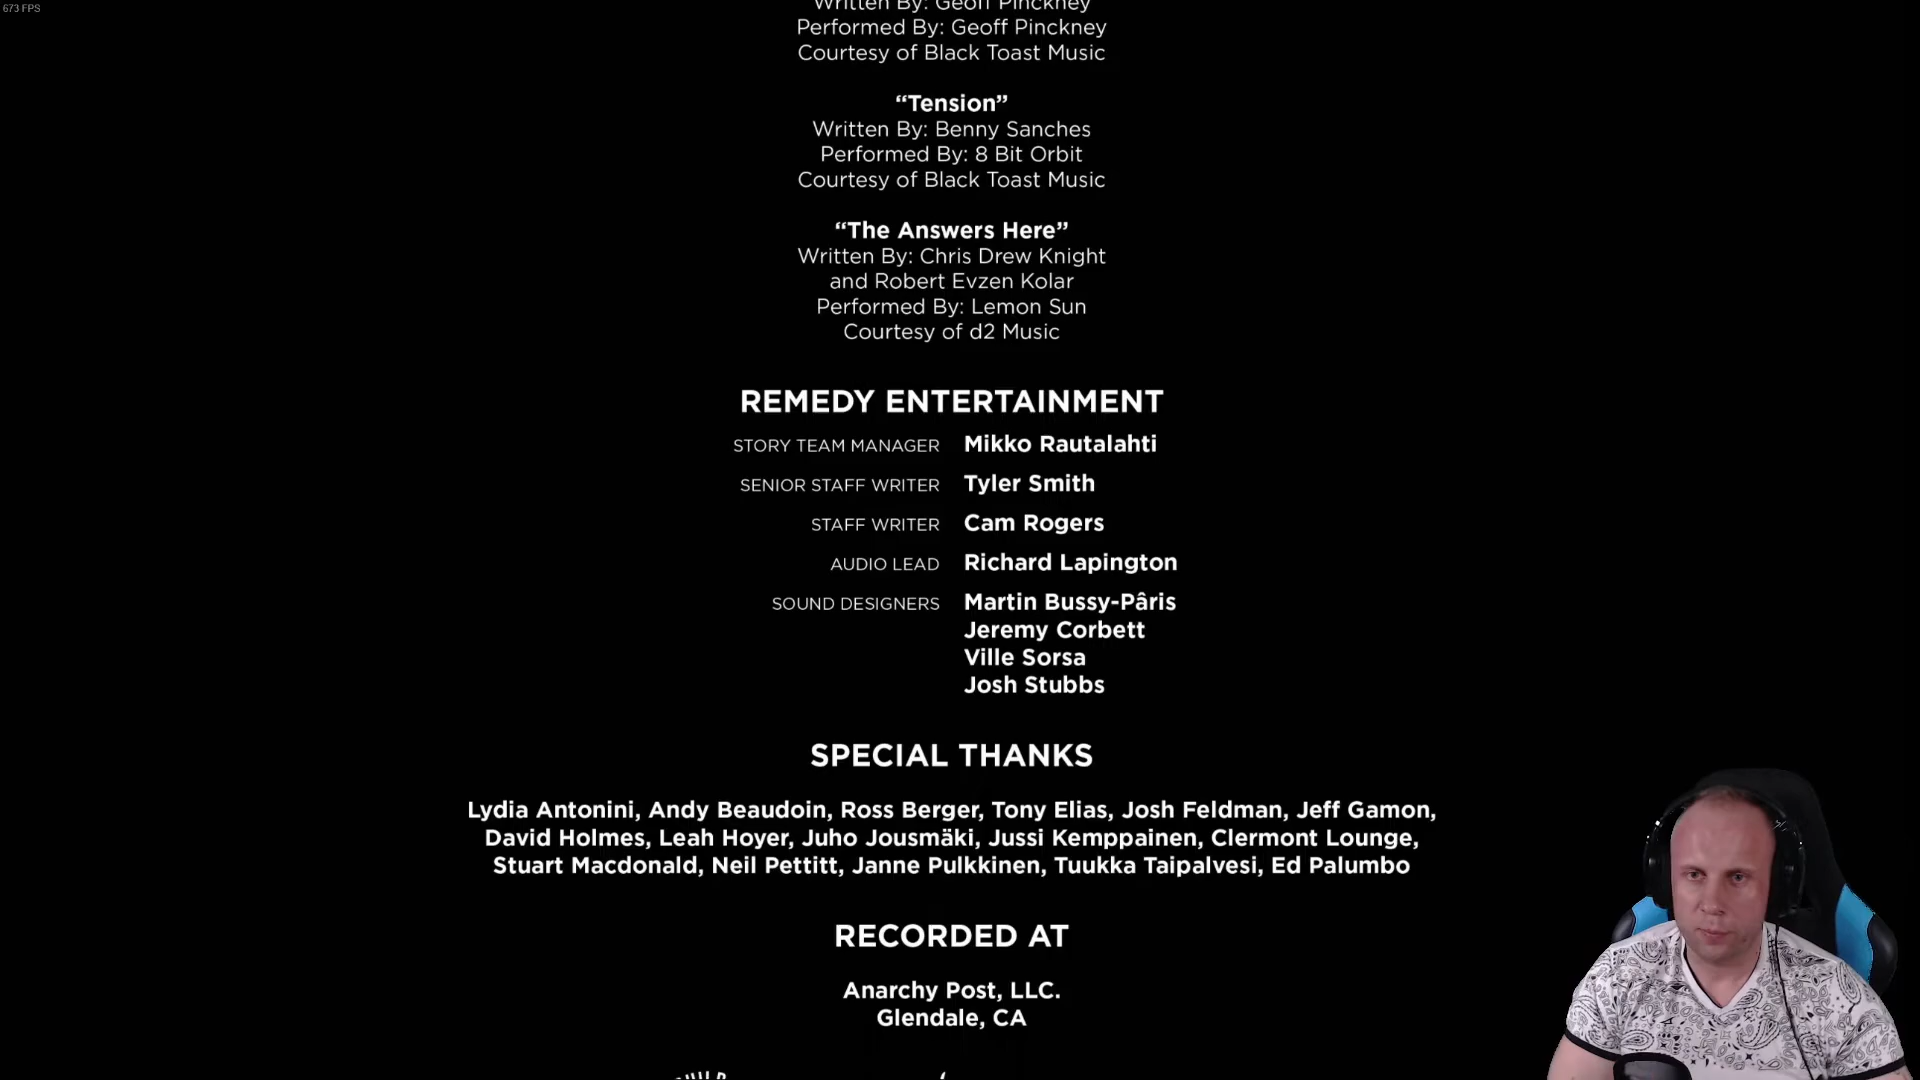 673 FPS
Written By: Geoff Pinckney
Performed By: Geoff Pinckney
Courtesy of Black Toast Music
“Tension”
Written By: Benny Sanches
Performed By: 8 Bit Orbit
Courtesy of Black Toast Music
“The Answers Here”
Written By: Chris Drew Knight
and Robert Evzen Kolar
Performed By: Lemon Sun
Courtesy of d2 Music
REMEDY ENTERTAINMENT
STORY TEAM MANAGER Mikko Rautalahti
SENIOR STAFF WRITER Tyler Smith
STAFF WRITER Cam Rogers
AUDIO LEAD Richard Lapington
SOUND DESIGNERS Martin Bussy-Pâris
Jeremy Corbett
Ville Sorsa
Josh Stubbs
SPECIAL THANKS
Lydia Antonini, Andy Beaudoin, Ross Berger, Tony Elias, Josh Feldman, Jeff Gamon,
David Holmes, Leah Hoyer, Juho Jousmäki, Jussi Kemppainen, Clermont Lounge,
Stuart Macdonald, Neil Pettitt, Janne Pulkkinen, Tuukka Taipalvesi, Ed Palumbo
RECORDED AT
Anarchy Post, LLC.
Glendale, CA